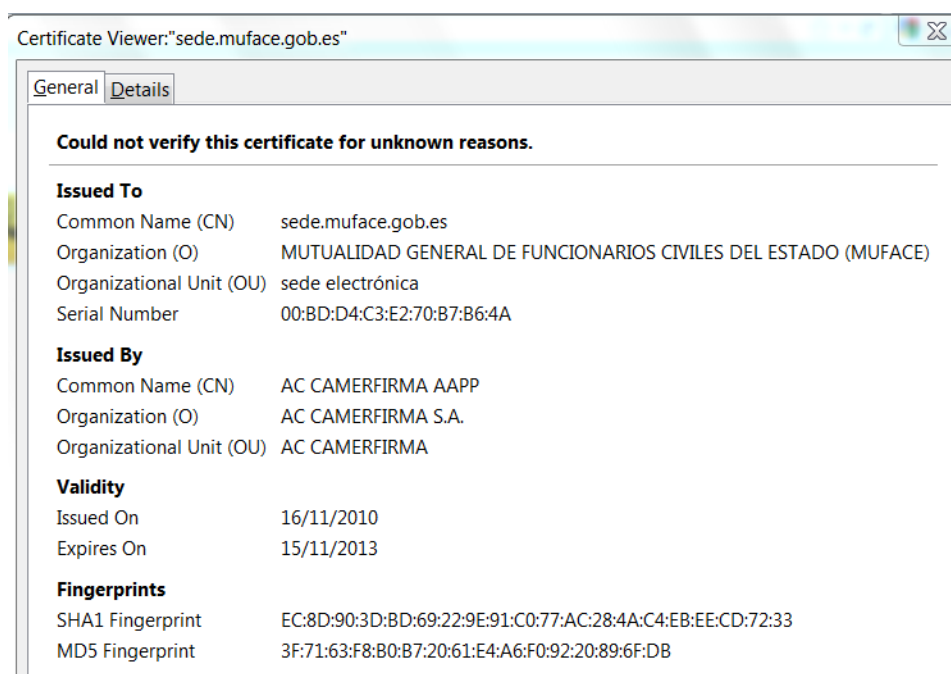 Certificate Viewer:"sede.muface.gob.es"
General Details
Could not verify this certificate for unknown reasons.
Issued To
Common Name (CN) sede.muface.gob.es
Organization (O) MUTUALIDAD GENERAL DE FUNCIONARIOS CIVILES DEL ESTADO (MUFACE)
Organizational Unit (OU) sede electrónica
Serial Number 00:BD:D4:C3:E2:70:B7:B6:4A
Issued By
Common Name (CN) AC CAMERFIRMA AAPP
Organization (O) AC CAMERFIRMA S.A.
Organizational Unit (OU) AC CAMERFIRMA
Validity
Issued On 16/11/2010
Expires On 15/11/2013
Fingerprints
SHA1 Fingerprint EC:8D:90:3D:BD:69:22:9E:91:C0:77:AC:28:4A:C4:EB:EE:CD:72:33
MD5 Fingerprint 3F:71:63:F8:B0:B7:20:61:E4:A6:F0:92:20:89:6F:DB